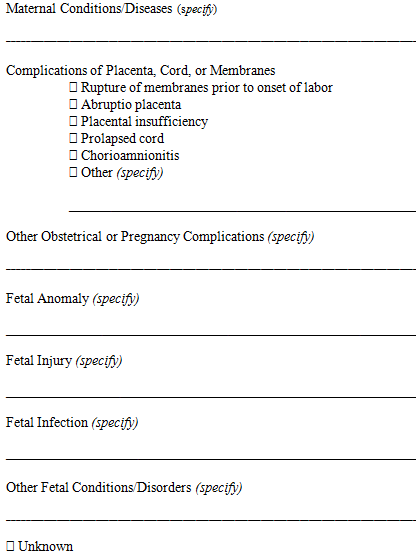 Maternal Conditions/Diseases (specify)
Complications of Placenta, Cord, or Membranes
Rupture of membranes prior to onset of labor
Abruptio placenta
Placental insufficiency
Prolapsed cord
Chorioamnionitis
Other (specify)
Other Obstetrical or Pregnancy Complications (specify)
Fetal Anomaly (specify)
Fetal Injury (specify)
Fetal Infection (specify)
Other Fetal Conditions/Disorders (specify)
Unknown